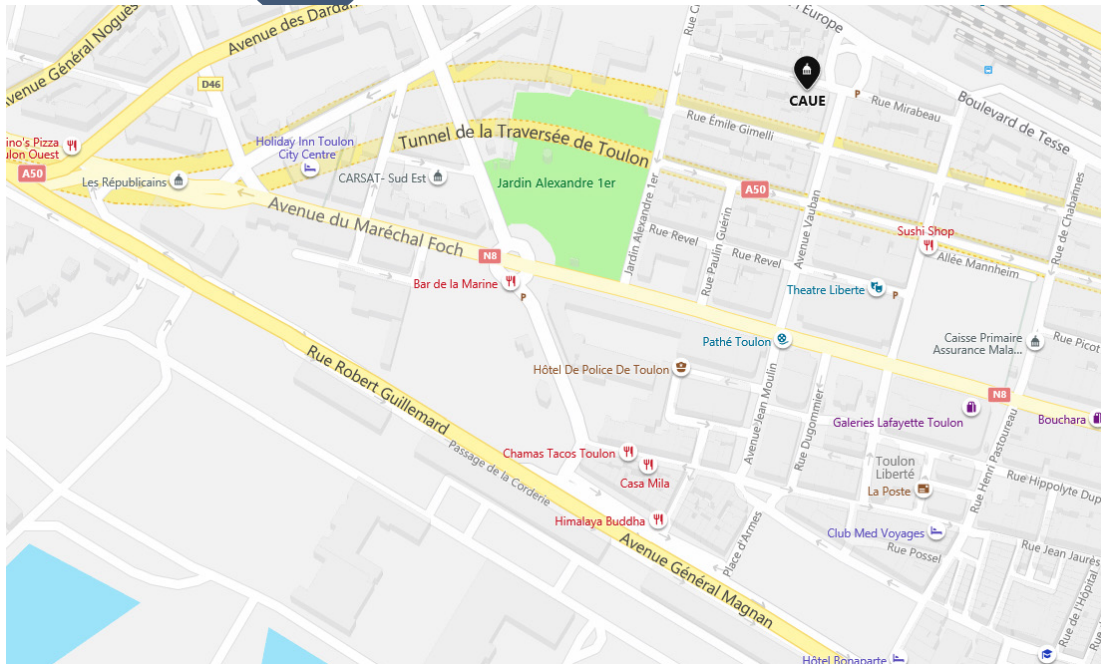 Avenue Général Nogues
Avenue des Dardan
D46
Rue C
Europe
CAUE
P
Rue Mirabeau
Boulevard de Tesse
Rue Émile Gimelli
ino's Pizza
ulon Ouest
A50
Les Républicains
Holiday Inn Toulon
City Centre
CARSAT- Sud Est
Tunnel de la Traversée de Toulon
Jardin Alexandre 1er
A50
Avenue du Maréchal Foch
N8
Bar de la Marine
P
Jardin Alexandre 1er
Rue Revel
Rue Paulin Guérin
Rue Revel
Avenue Vauban
Sushi Shop
Allée Mannheim
Rue de Chabannes
Theatre Liberte
P
Pathé Toulon
Caisse Primaire
Assurance Mala...
Rue Picot
Hôtel De Police De Toulon
N8
Galeries Lafayette Toulon
Bouchara
Rue Robert Guillemard
Passage de la Corderie
Avenue Jean Moulin
Rue Dugommier
Rue Henri Pastoureau
Chamas Tacos Toulon
Casa Mila
Toulon
Liberté
La Poste
Rue Hippolyte Dup
Himalaya Buddha
Place d'Armes
Club Med Voyages
Rue Possel
Rue Jean Jaurès
Avenue Général Magnan
Rue de l'Hôpital
Rue
Hôtel Bonaparte